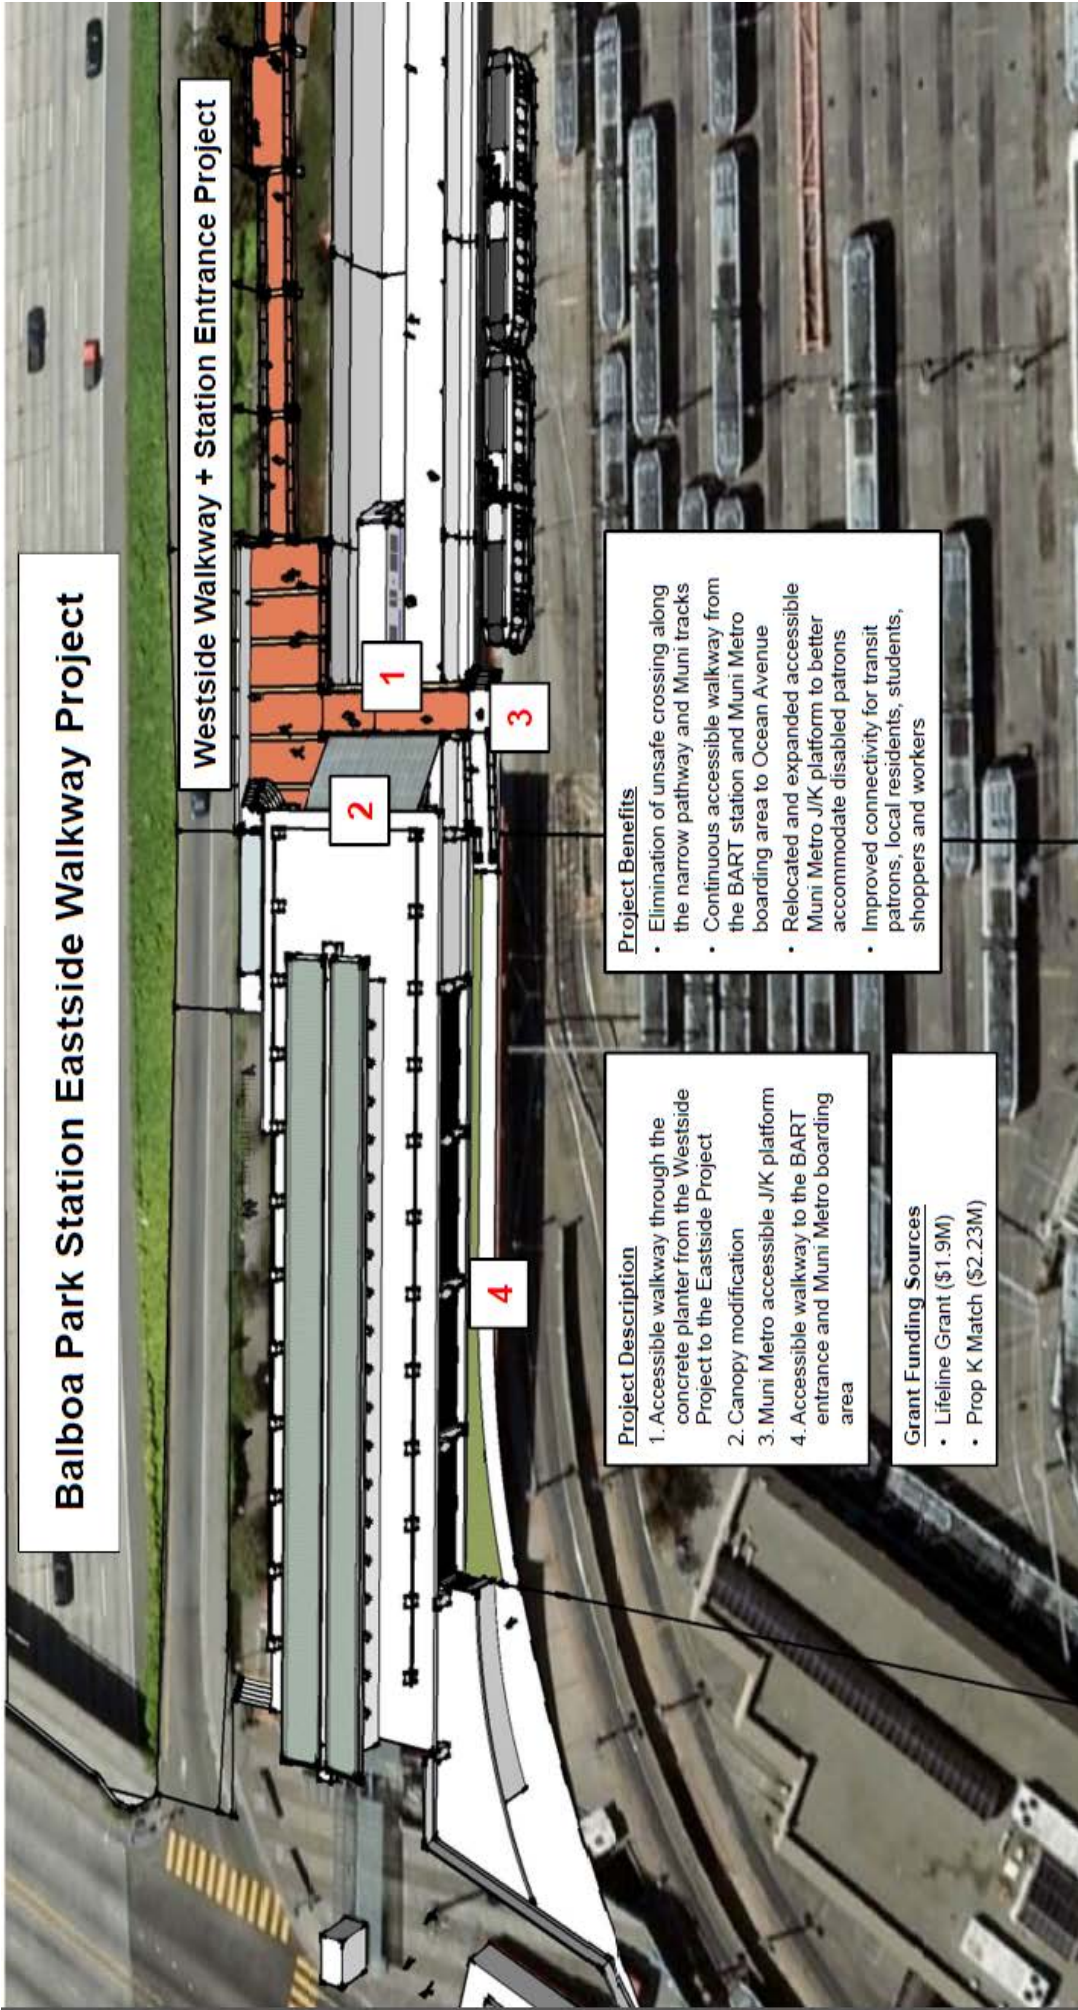 Balboa Park Station Eastside Walkway Project
Westside Walkway + Station Entrance Project
1
2
3
4
Project Description
1. Accessible walkway through the
concrete planter from the Westside
Project to the Eastside Project
2. Canopy modification
3. Muni Metro accessible J/K platform
4. Accessible walkway to the BART
entrance and Muni Metro boarding
area
Grant Funding Sources
• Lifeline Grant ($1.9M)
• Prop K Match ($2.23M)
Project Benefits
• Elimination of unsafe crossing along
the narrow pathway and Muni tracks
• Continuous accessible walkway from
the BART station and Muni Metro
boarding area to Ocean Avenue
• Relocated and expanded accessible
Muni Metro J/K platform to better
accommodate disabled patrons
• Improved connectivity for transit
patrons, local residents, students,
shoppers and workers